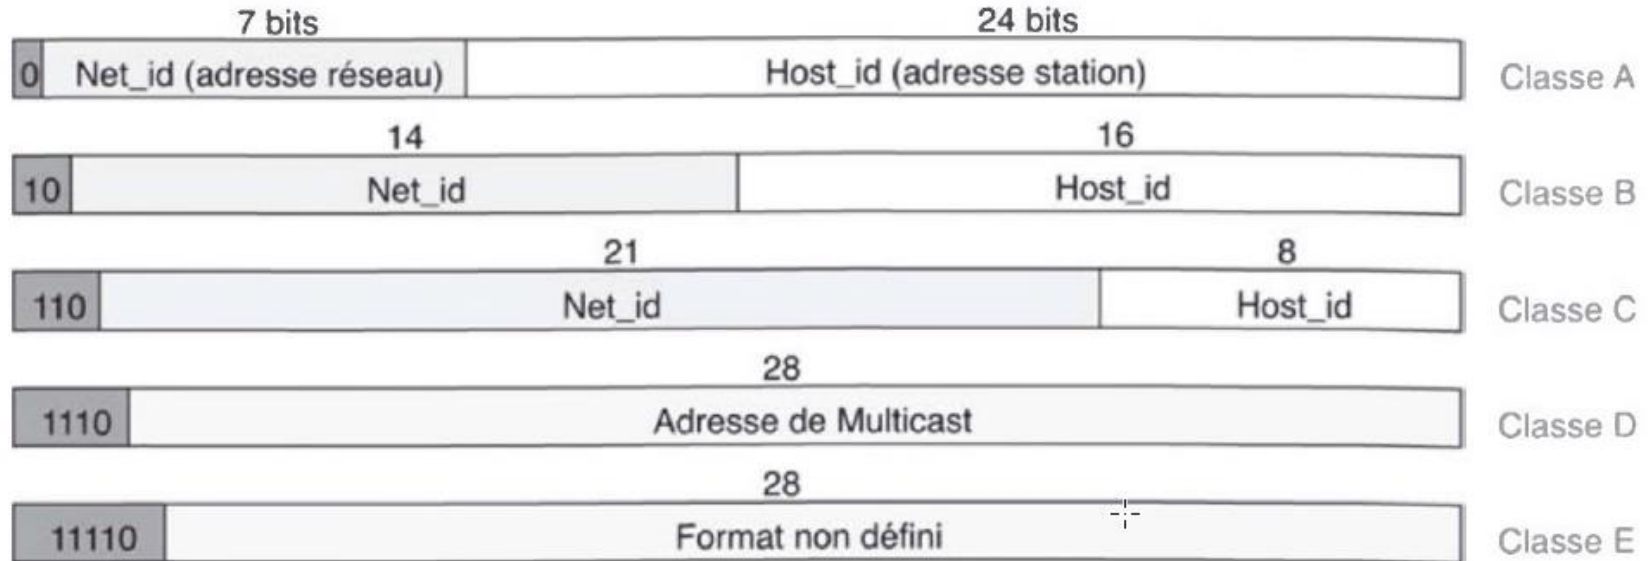 7 bits 24 bits
0 Net_id (adresse réseau) Host_id (adresse station) Classe A
14 16
10 Net_id Host_id Classe B
21 8
110 Net_id Host_id Classe C
28
1110 Adresse de Multicast Classe D
28
11110 Format non défini Classe E